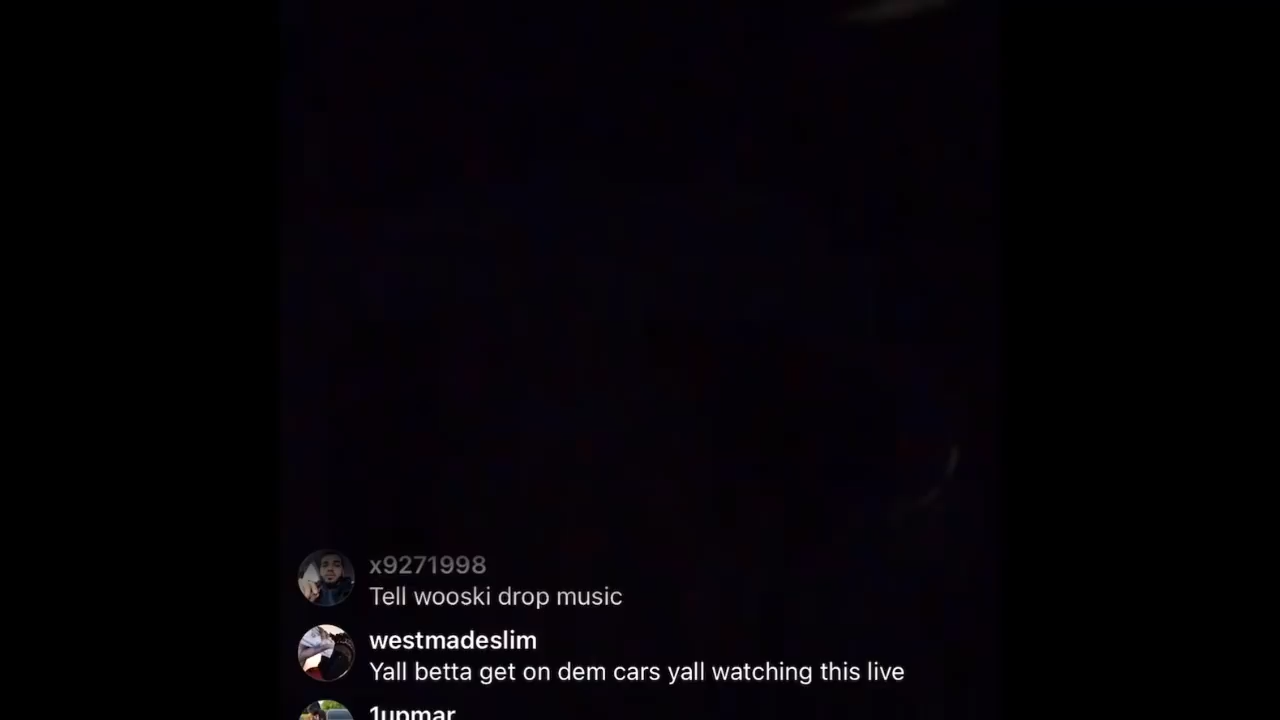 x9271998
Tell wooski drop music
westmadeslim
Yall betta get on dem cars yall watching this live
1upmar